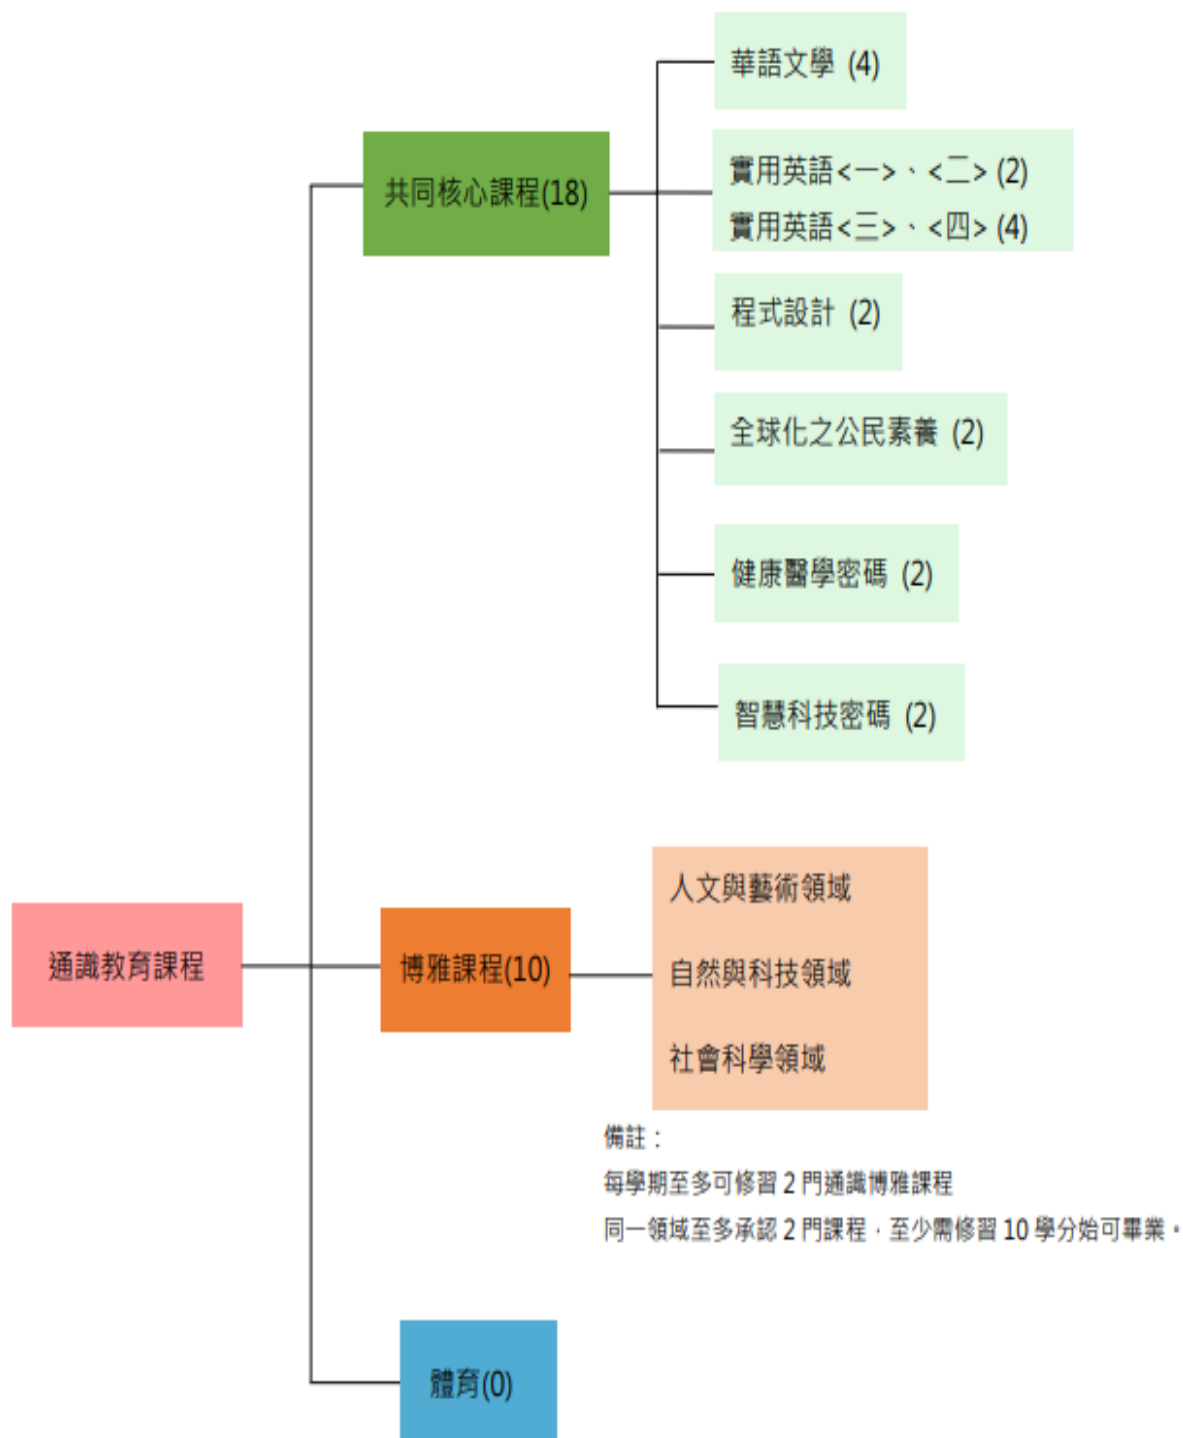 華語文學 (4)
共同核心課程(18)
實用英語<一>、<二> (2)
實用英語<三>、<四> (4)
程式設計 (2)
全球化之公民素養 (2)
健康醫學密碼 (2)
智慧科技密碼 (2)
通識教育課程
博雅課程(10)
人文與藝術領域
自然與科技領域
社會科學領域
備註：
每學期至多可修習 2 門通識博雅課程
同一領域至多承認 2 門課程，至少需修習 10 學分始可畢業。
體育(0)